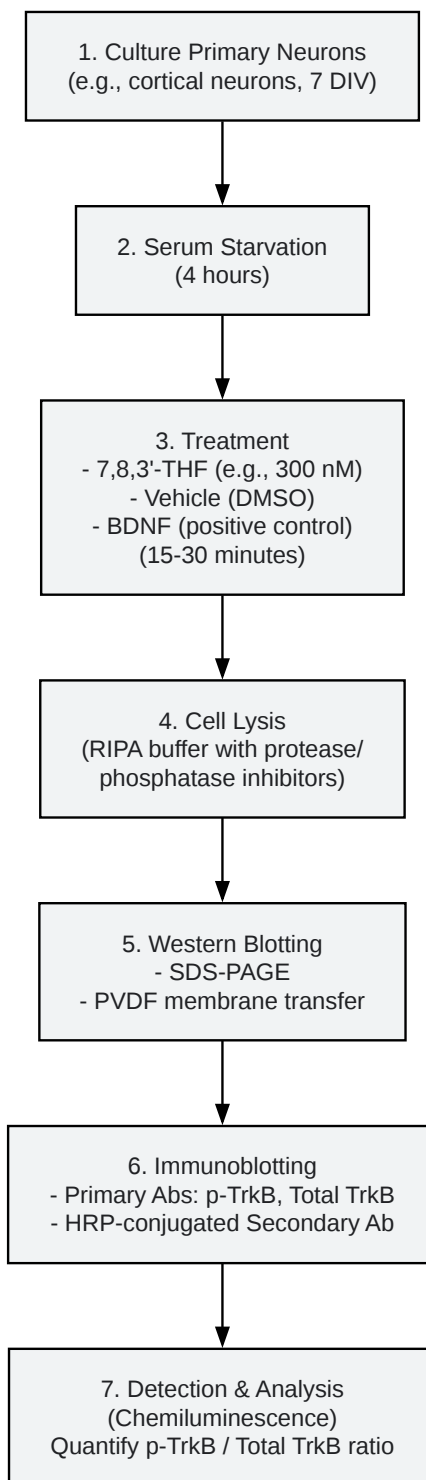 1. Culture Primary Neurons
(e.g., cortical neurons, 7 DIV)
2. Serum Starvation
(4 hours)
3. Treatment
- 7,8,3'-THF (e.g., 300 nM)
- Vehicle (DMSO)
- BDNF (positive control)
(15-30 minutes)
4. Cell Lysis
(RIPA buffer with protease/
phosphatase inhibitors)
5. Western Blotting
- SDS-PAGE
- PVDF membrane transfer
6. Immunoblotting
- Primary Abs: p-TrkB, Total TrkB
- HRP-conjugated Secondary Ab
7. Detection & Analysis
(Chemiluminescence)
Quantify p-TrkB / Total TrkB ratio